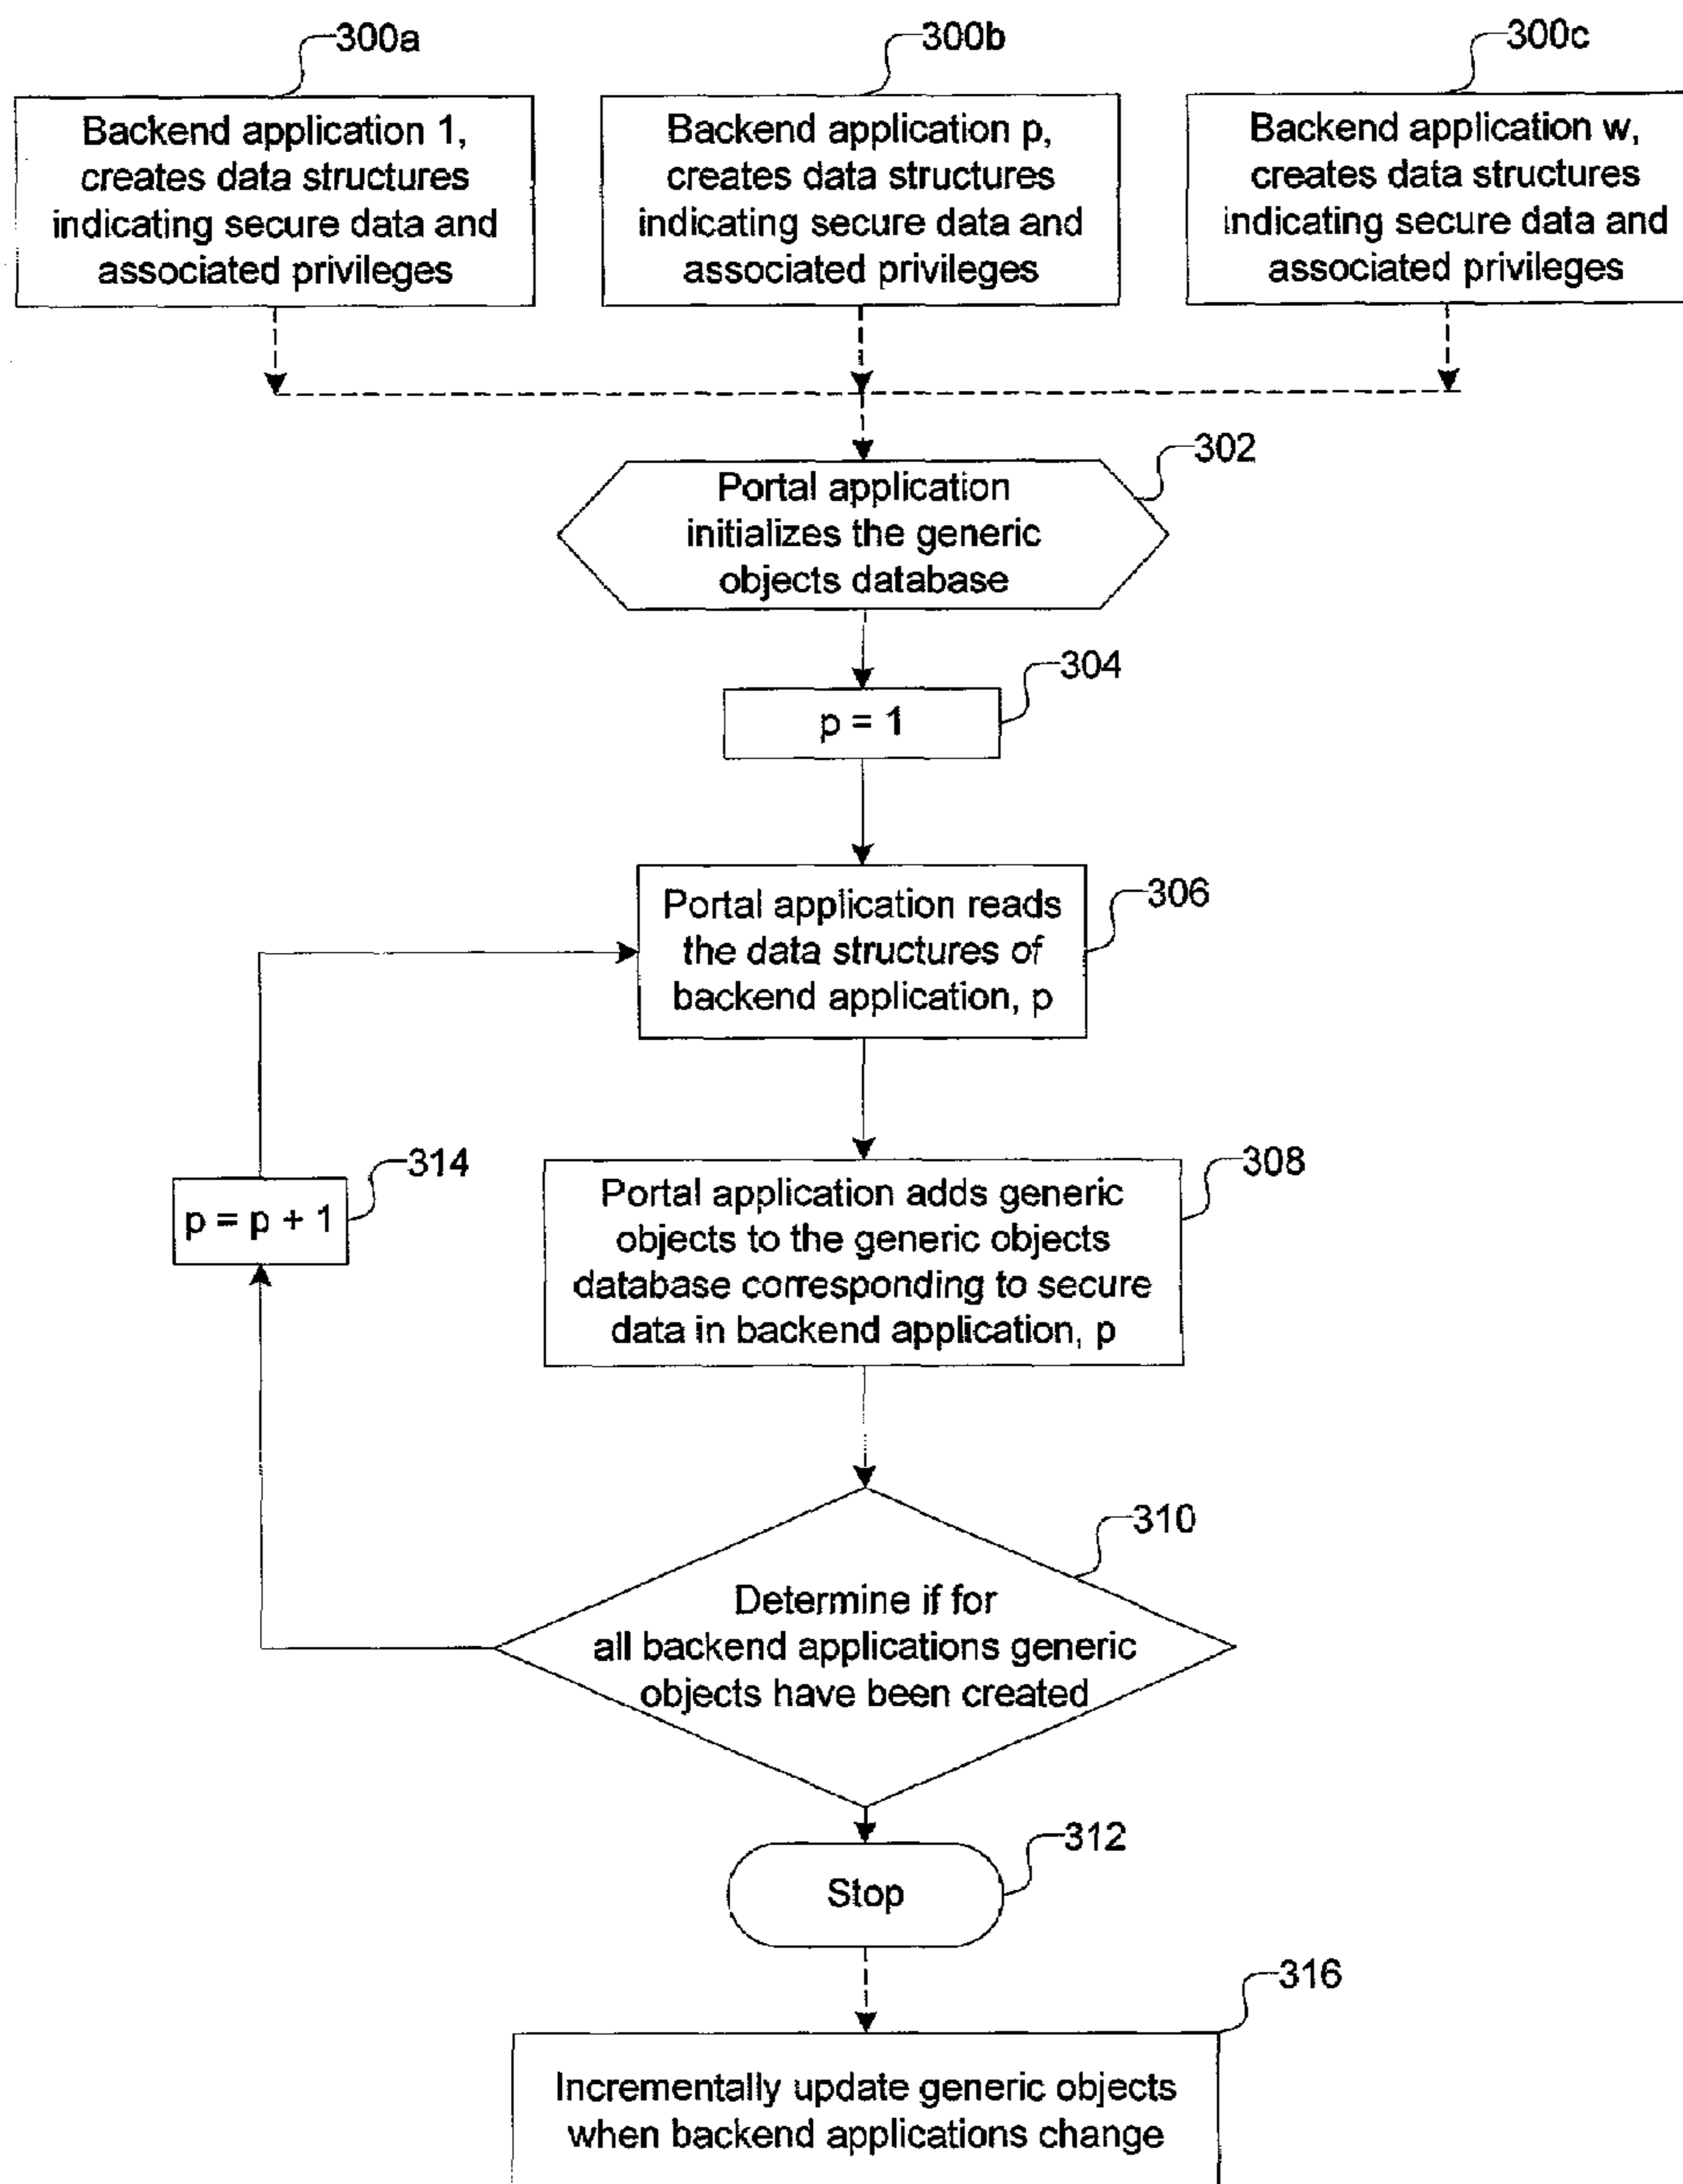 300a
300b
300c
Backend application 1,
creates data structures
indicating secure data and
associated privileges
Backend application p,
creates data structures
indicating secure data and
associated privileges
Backend application w,
creates data structures
indicating secure data and
associated privileges
302
Portal application
initializes the generic
objects database
304
p = 1
306
Portal application reads
the data structures of
backend application, p
314
p = p + 1
308
Portal application adds generic
objects to the generic objects
database corresponding to secure
data in backend application, p
310
Determine if for
all backend applications generic
objects have been created
312
Stop
316
Incrementally update generic objects
when backend applications change